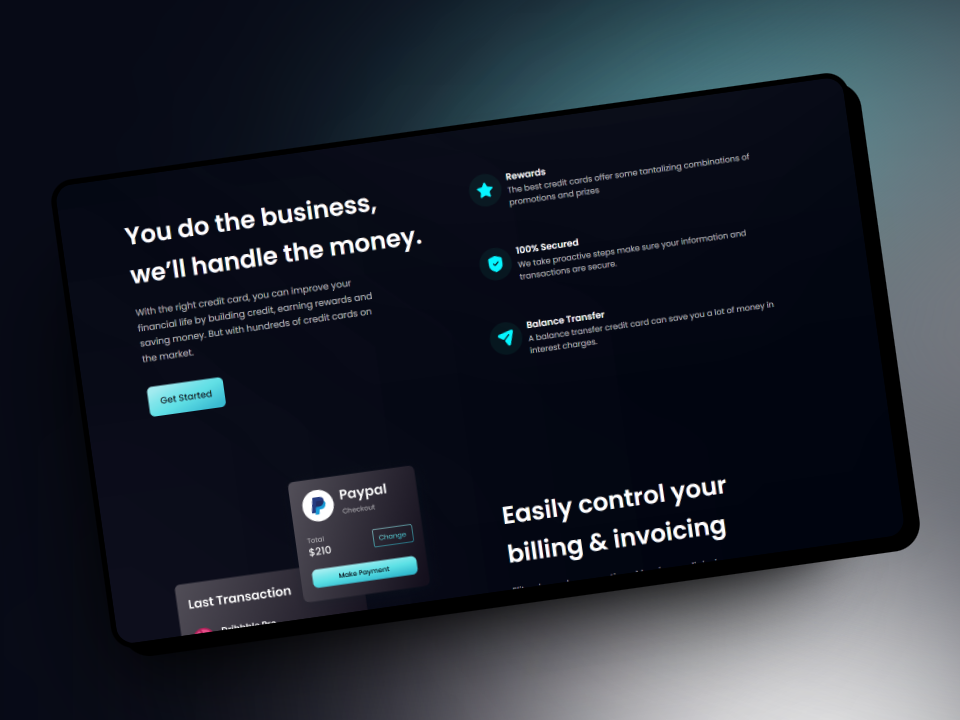 You do the business,
we’ll handle the money.
With the right credit card, you can improve your
financial life by building credit, earning rewards and
saving money. But with hundreds of credit cards on
the market.
Get Started
Rewards
The best credit cards offer some tantalizing combinations of
promotions and prizes
100% Secured
We take proactive steps make sure your information and
transactions are secure.
Balance Transfer
A balance transfer credit card can save you a lot of money in
interest charges.
Paypal
Checkout
Total
$210
Change
Make Payment
Last Transaction
Dribbble Pro
Easily control your
billing & invoicing